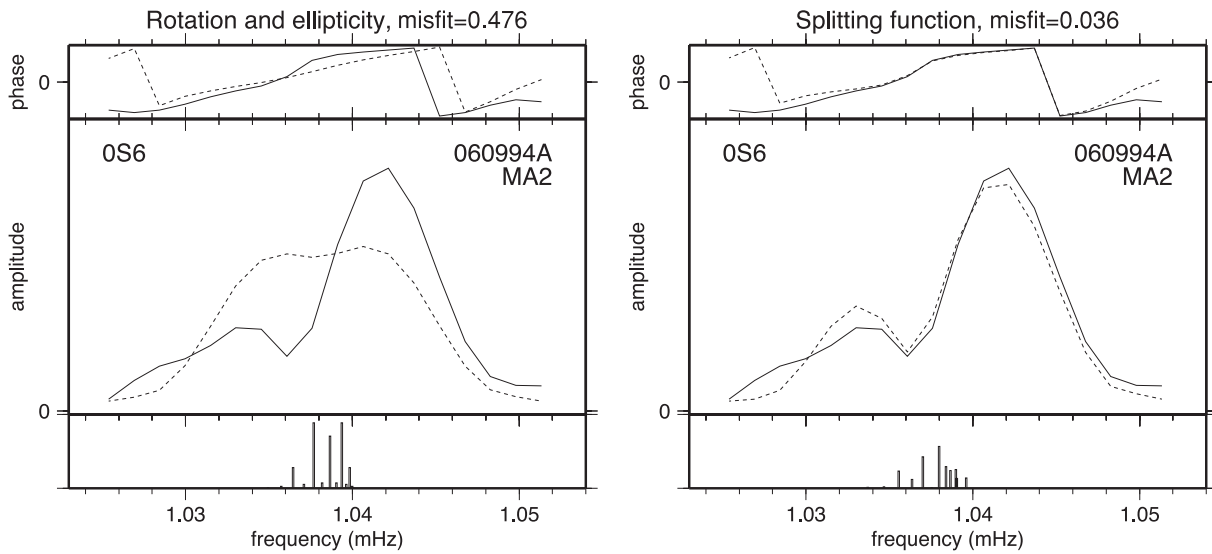 Rotation and ellipticity, misfit=0.476
phase
0
0S6
060994A
MA2
amplitude
0
1.03
1.04
1.05
frequency (mHz)
Splitting function, misfit=0.036
phase
0
0S6
060994A
MA2
amplitude
0
1.03
1.04
1.05
frequency (mHz)